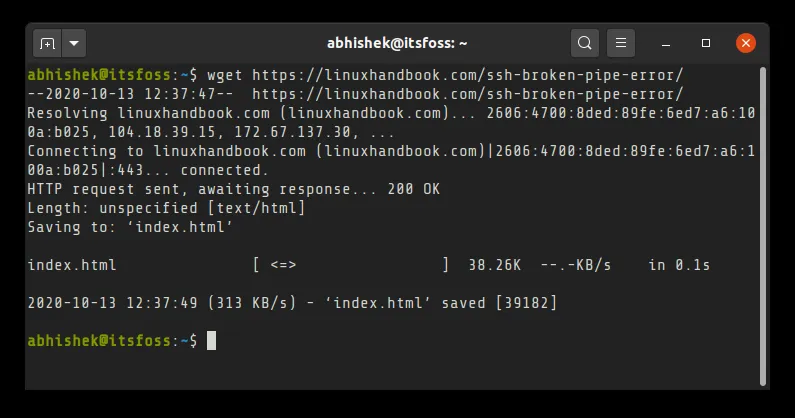 abhishek@itsfoss: ~
abhishek@itsfoss:~$ wget https://linuxhandbook.com/ssh-broken-pipe-error/
--2020-10-13 12:37:47--  https://linuxhandbook.com/ssh-broken-pipe-error/
Resolving linuxhandbook.com (linuxhandbook.com)... 2606:4700:8ded:89fe:6ed7:a6:10
0a:b025, 104.18.39.15, 172.67.137.30, ...
Connecting to linuxhandbook.com (linuxhandbook.com)|2606:4700:8ded:89fe:6ed7:a6:1
00a:b025|:443... connected.
HTTP request sent, awaiting response... 200 OK
Length: unspecified [text/html]
Saving to: ‘index.html’
index.html              [ <=>                ]  38.26K  --.-KB/s    in 0.1s
2020-10-13 12:37:49 (313 KB/s) - ‘index.html’ saved [39182]
abhishek@itsfoss:~$